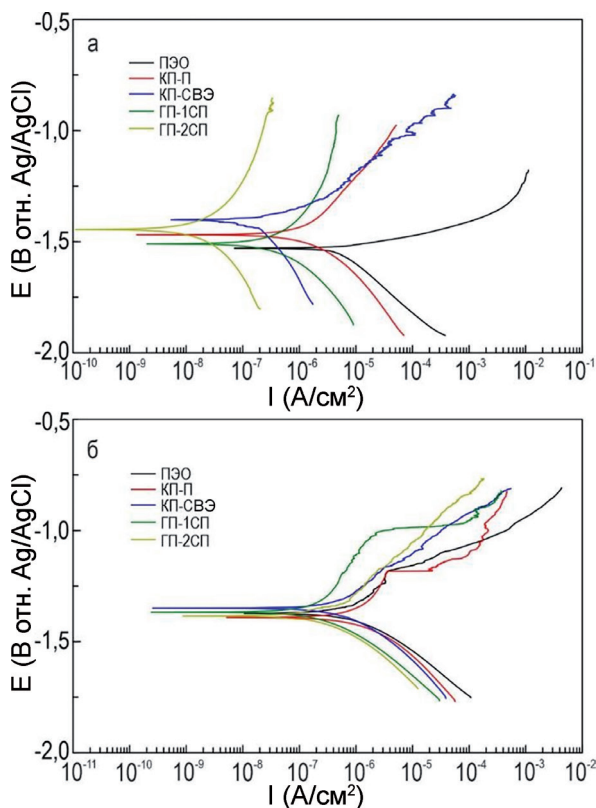 а
ПЭО
КП-П
КП-СВЭ
ГП-1СП
ГП-2СП
-0,5
-1,0
-1,5
-2,0
E (В отн. Ag/AgCl)
10⁻¹⁰ 10⁻⁹ 10⁻⁸ 10⁻⁷ 10⁻⁶ 10⁻⁵ 10⁻⁴ 10⁻³ 10⁻² 10⁻¹
I (А/см²)
б
ПЭО
КП-П
КП-СВЭ
ГП-1СП
ГП-2СП
-0,5
-1,0
-1,5
-2,0
E (В отн. Ag/AgCl)
10⁻¹¹ 10⁻¹⁰ 10⁻⁹ 10⁻⁸ 10⁻⁷ 10⁻⁶ 10⁻⁵ 10⁻⁴ 10⁻³ 10⁻²
I (А/см²)